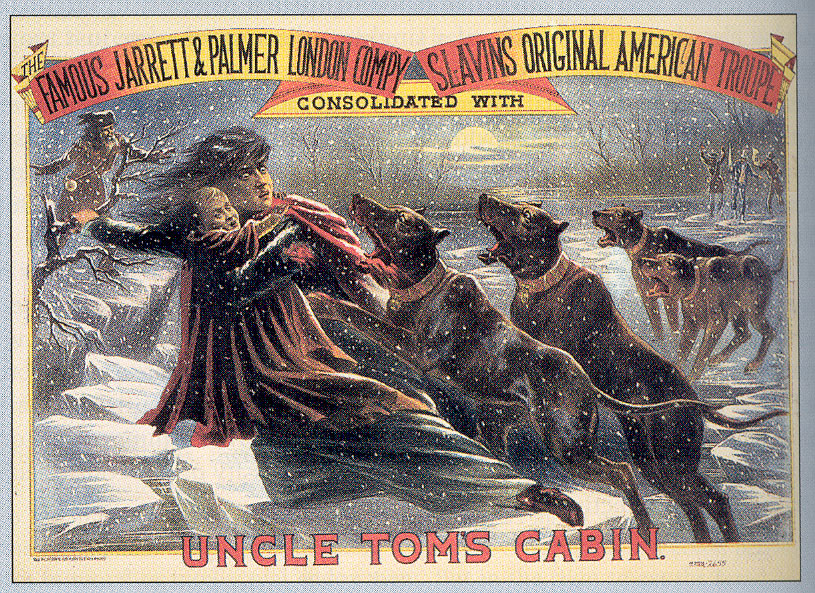 THE
FAMOUS JARRETT & PALMER LONDON COMPY
SLAVINS ORIGINAL AMERICAN TROUPE
CONSOLIDATED WITH
UNCLE TOMS CABIN.